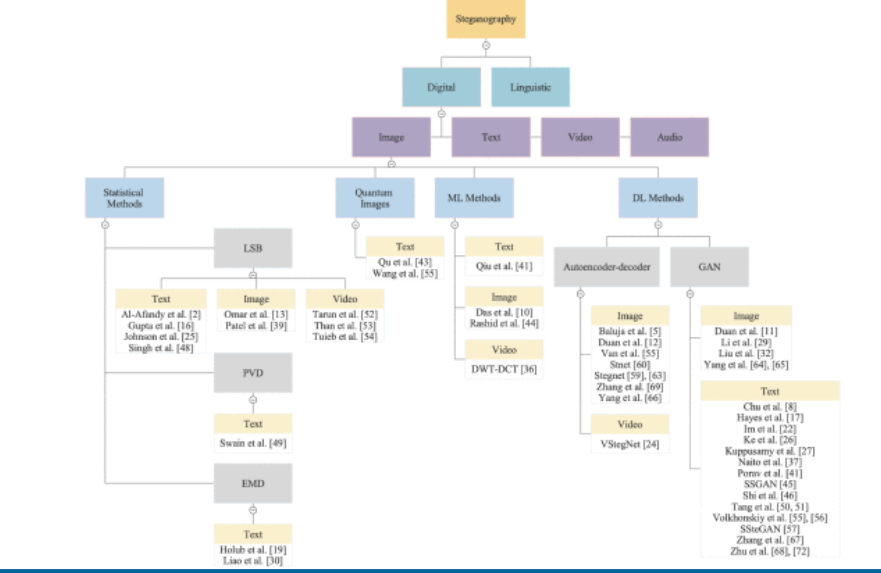 Steganography
Digital
Linguistic
Image
Text
Video
Audio
Statistical
Methods
Quantum
Images
ML Methods
DL Methods
LSB
Text
Al-Afandy et al. [2]
Gupta et al. [16]
Johnson et al. [25]
Singh et al. [48]
Image
Omar et al. [13]
Patel et al. [39]
Video
Tarun et al. [52]
Than et al. [53]
Tuieb et al. [54]
PVD
Text
Swain et al. [49]
EMD
Text
Holub et al. [19]
Liao et al. [30]
Text
Qu et al. [43]
Wang et al. [55]
Text
Qiu et al. [41]
Image
Das et al. [10]
Rashid et al. [44]
Video
DWT-DCT [36]
Autoencoder-decoder
Image
Baluja et al. [5]
Duan et al. [12]
Van et al. [55]
Stnet [60]
Stegnet [59], [63]
Zhang et al. [69]
Yang et al. [66]
Video
VStegNet [24]
GAN
Image
Duan et al. [11]
Li et al. [29]
Liu et al. [32]
Yang et al. [64], [65]
Text
Chu et al. [8]
Hayes et al. [17]
Im et al. [22]
Ke et al. [26]
Kuppusamy et al. [27]
Naito et al. [37]
Porav et al. [41]
SSGAN [45]
Shi et al. [46]
Tang et al. [50, 51]
Volkhonskiy et al. [55], [56]
SSteGAN [57]
Zhang et al. [67]
Zhu et al. [68], [72]